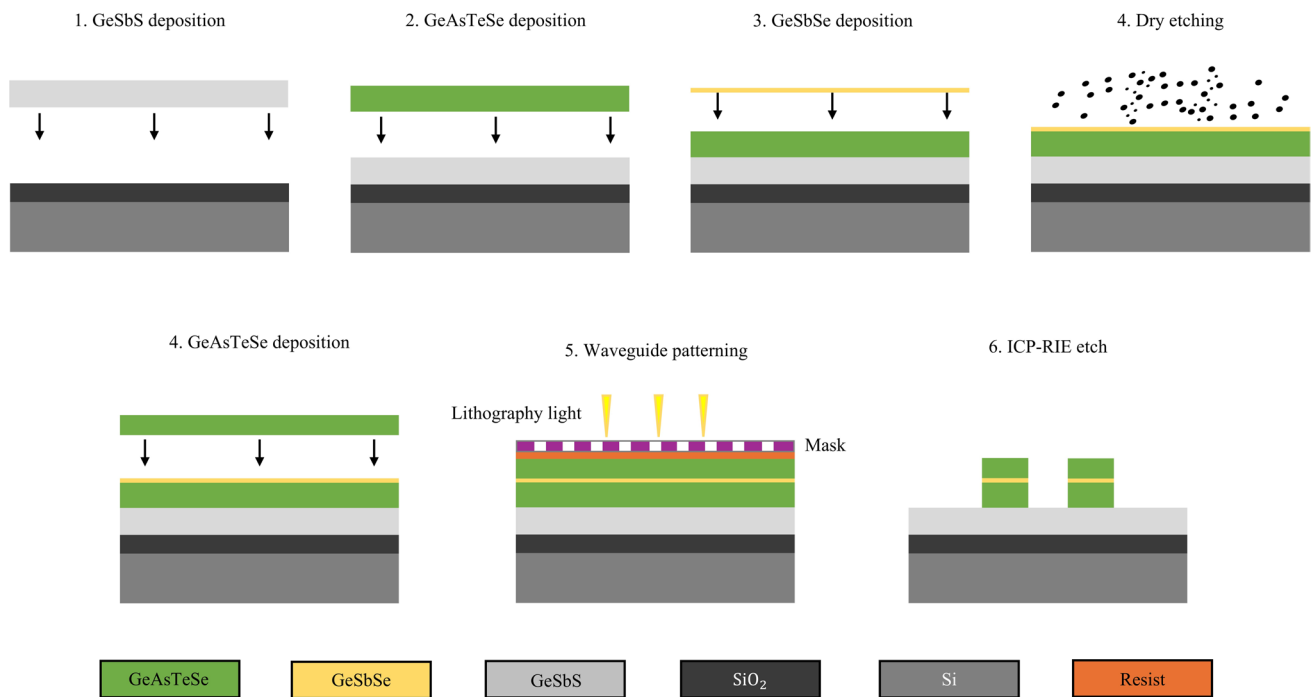 1. GeSbS deposition
2. GeAsTeSe deposition
3. GeSbSe deposition
4. Dry etching
4. GeAsTeSe deposition
5. Waveguide patterning
6. ICP-RIE etch
Lithography light
Mask
GeAsTeSe
GeSbSe
GeSbS
SiO₂
Si
Resist